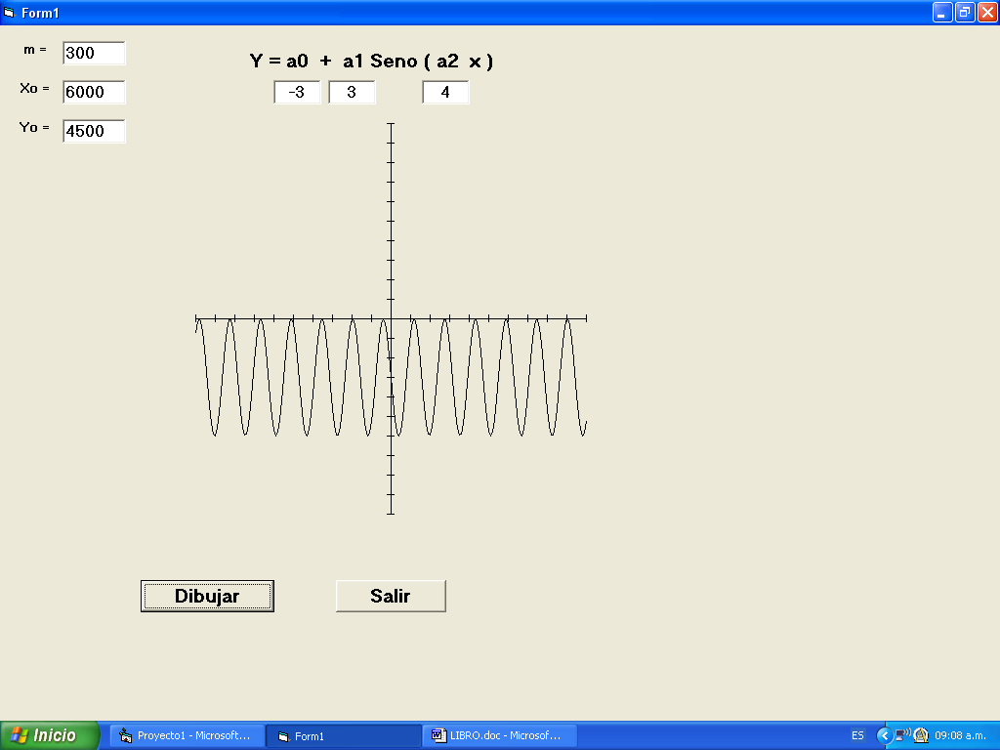 Form1
m = 300
Xo = 6000
Yo = 4500
Y = a0 + a1 Seno ( a2 x )
-3 3 4
Dibujar Salir
Inicio Proyecto1 - Microsoft... Form1 LIBRO.doc - Microsof... ES 09:08 a.m.